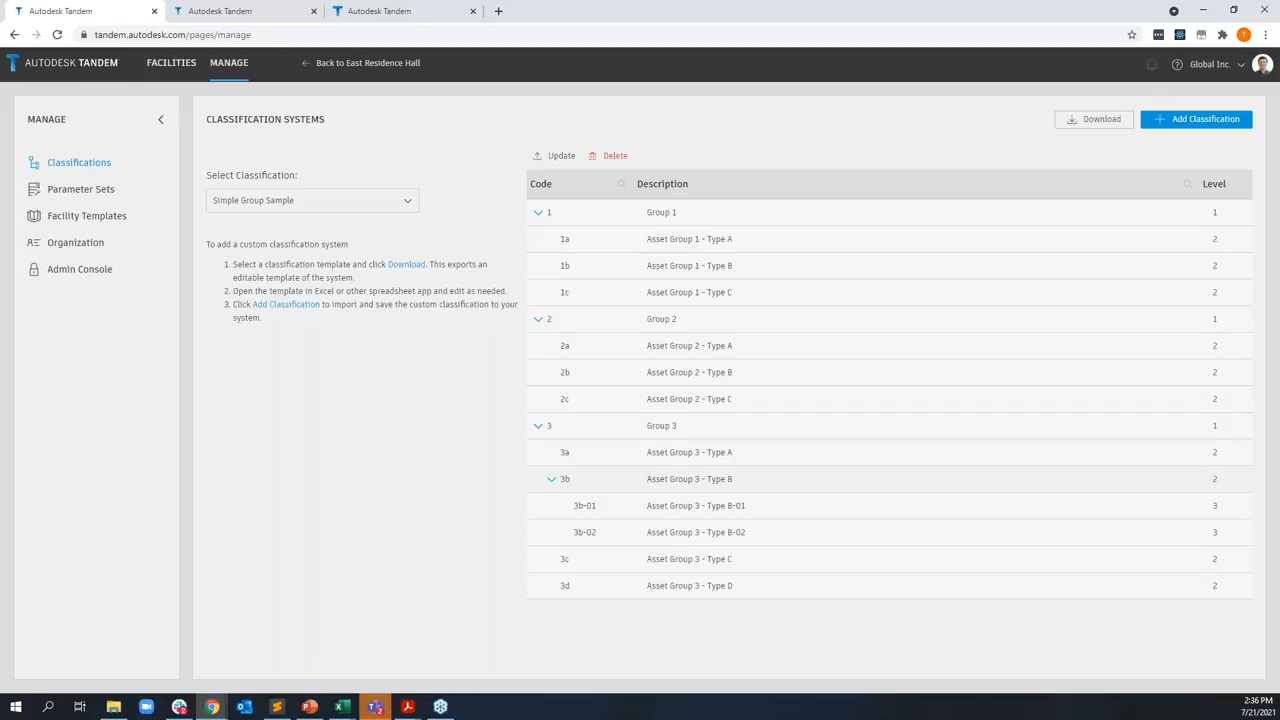 Autodesk Tandem
Autodesk Tandem
Autodesk Tandem
tandem.autodesk.com/pages/manage
AUTODESK TANDEM FACILITIES MANAGE Back to East Residence Hall Global Inc.
MANAGE
Classifications
Parameter Sets
Facility Templates
Organization
Admin Console
CLASSIFICATION SYSTEMS
Download
Add Classification
Select Classification:
Simple Group Sample
To add a custom classification system
1. Select a classification template and click Download. This exports an
editable template of the system.
2. Open the template in Excel or other spreadsheet app and edit as needed.
3. Click Add Classification to import and save the custom classification to your
system.
Update Delete
Code Description Level
1 Group 1 1
1a Asset Group 1 - Type A 2
1b Asset Group 1 - Type B 2
1c Asset Group 1 - Type C 2
2 Group 2 1
2a Asset Group 2 - Type A 2
2b Asset Group 2 - Type B 2
2c Asset Group 2 - Type C 2
3 Group 3 1
3a Asset Group 3 - Type A 2
3b Asset Group 3 - Type B 2
3b-01 Asset Group 3 - Type B-01 3
3b-02 Asset Group 3 - Type B-02 3
3c Asset Group 3 - Type C 2
3d Asset Group 3 - Type D 2
2:36 PM
7/21/2021